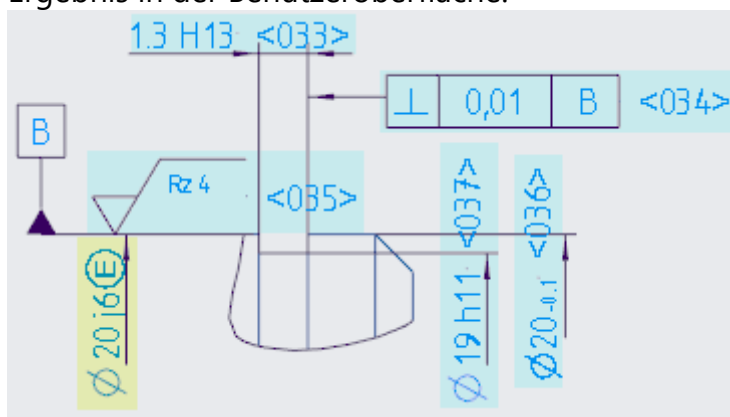 Ergebnis in der Benutzeroberfläche.
1.3 H13 <033>
⊥ 0,01 B <034>
B
Rz 4 <035>
Ø 20 j6 Ⓔ
Ø 19 h11 <037>
Ø 20 -0.1 <036>